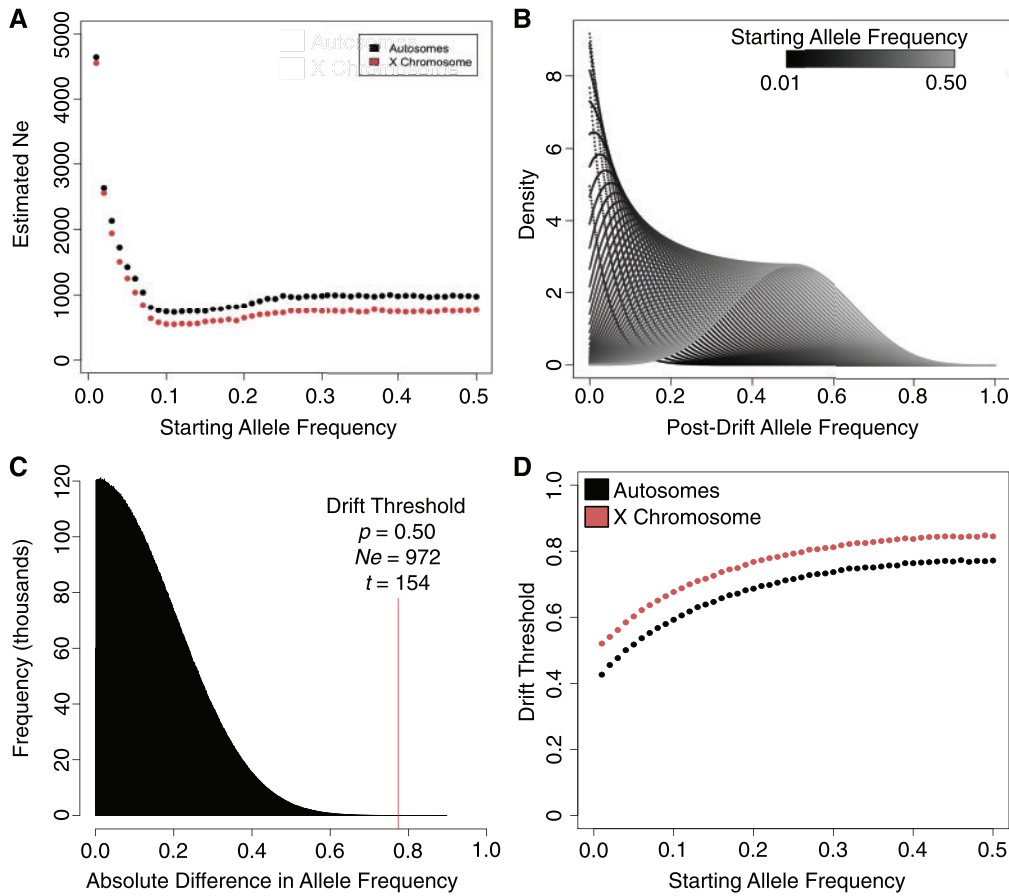 A
5000
4000
3000
2000
1000
0
Estimated Ne
Autosomes
X Chromosome
Autosomes
X Chromosome
0.0 0.1 0.2 0.3 0.4 0.5
Starting Allele Frequency
B
Starting Allele Frequency
0.01 0.50
8
6
4
2
0
Density
0.0 0.2 0.4 0.6 0.8 1.0
Post-Drift Allele Frequency
C
120
100
80
60
40
20
0
Frequency (thousands)
Drift Threshold
p = 0.50
Ne = 972
t = 154
0.0 0.2 0.4 0.6 0.8 1.0
Absolute Difference in Allele Frequency
D
Autosomes
X Chromosome
1.0
0.8
0.6
0.4
0.2
0
Drift Threshold
0.0 0.1 0.2 0.3 0.4 0.5
Starting Allele Frequency